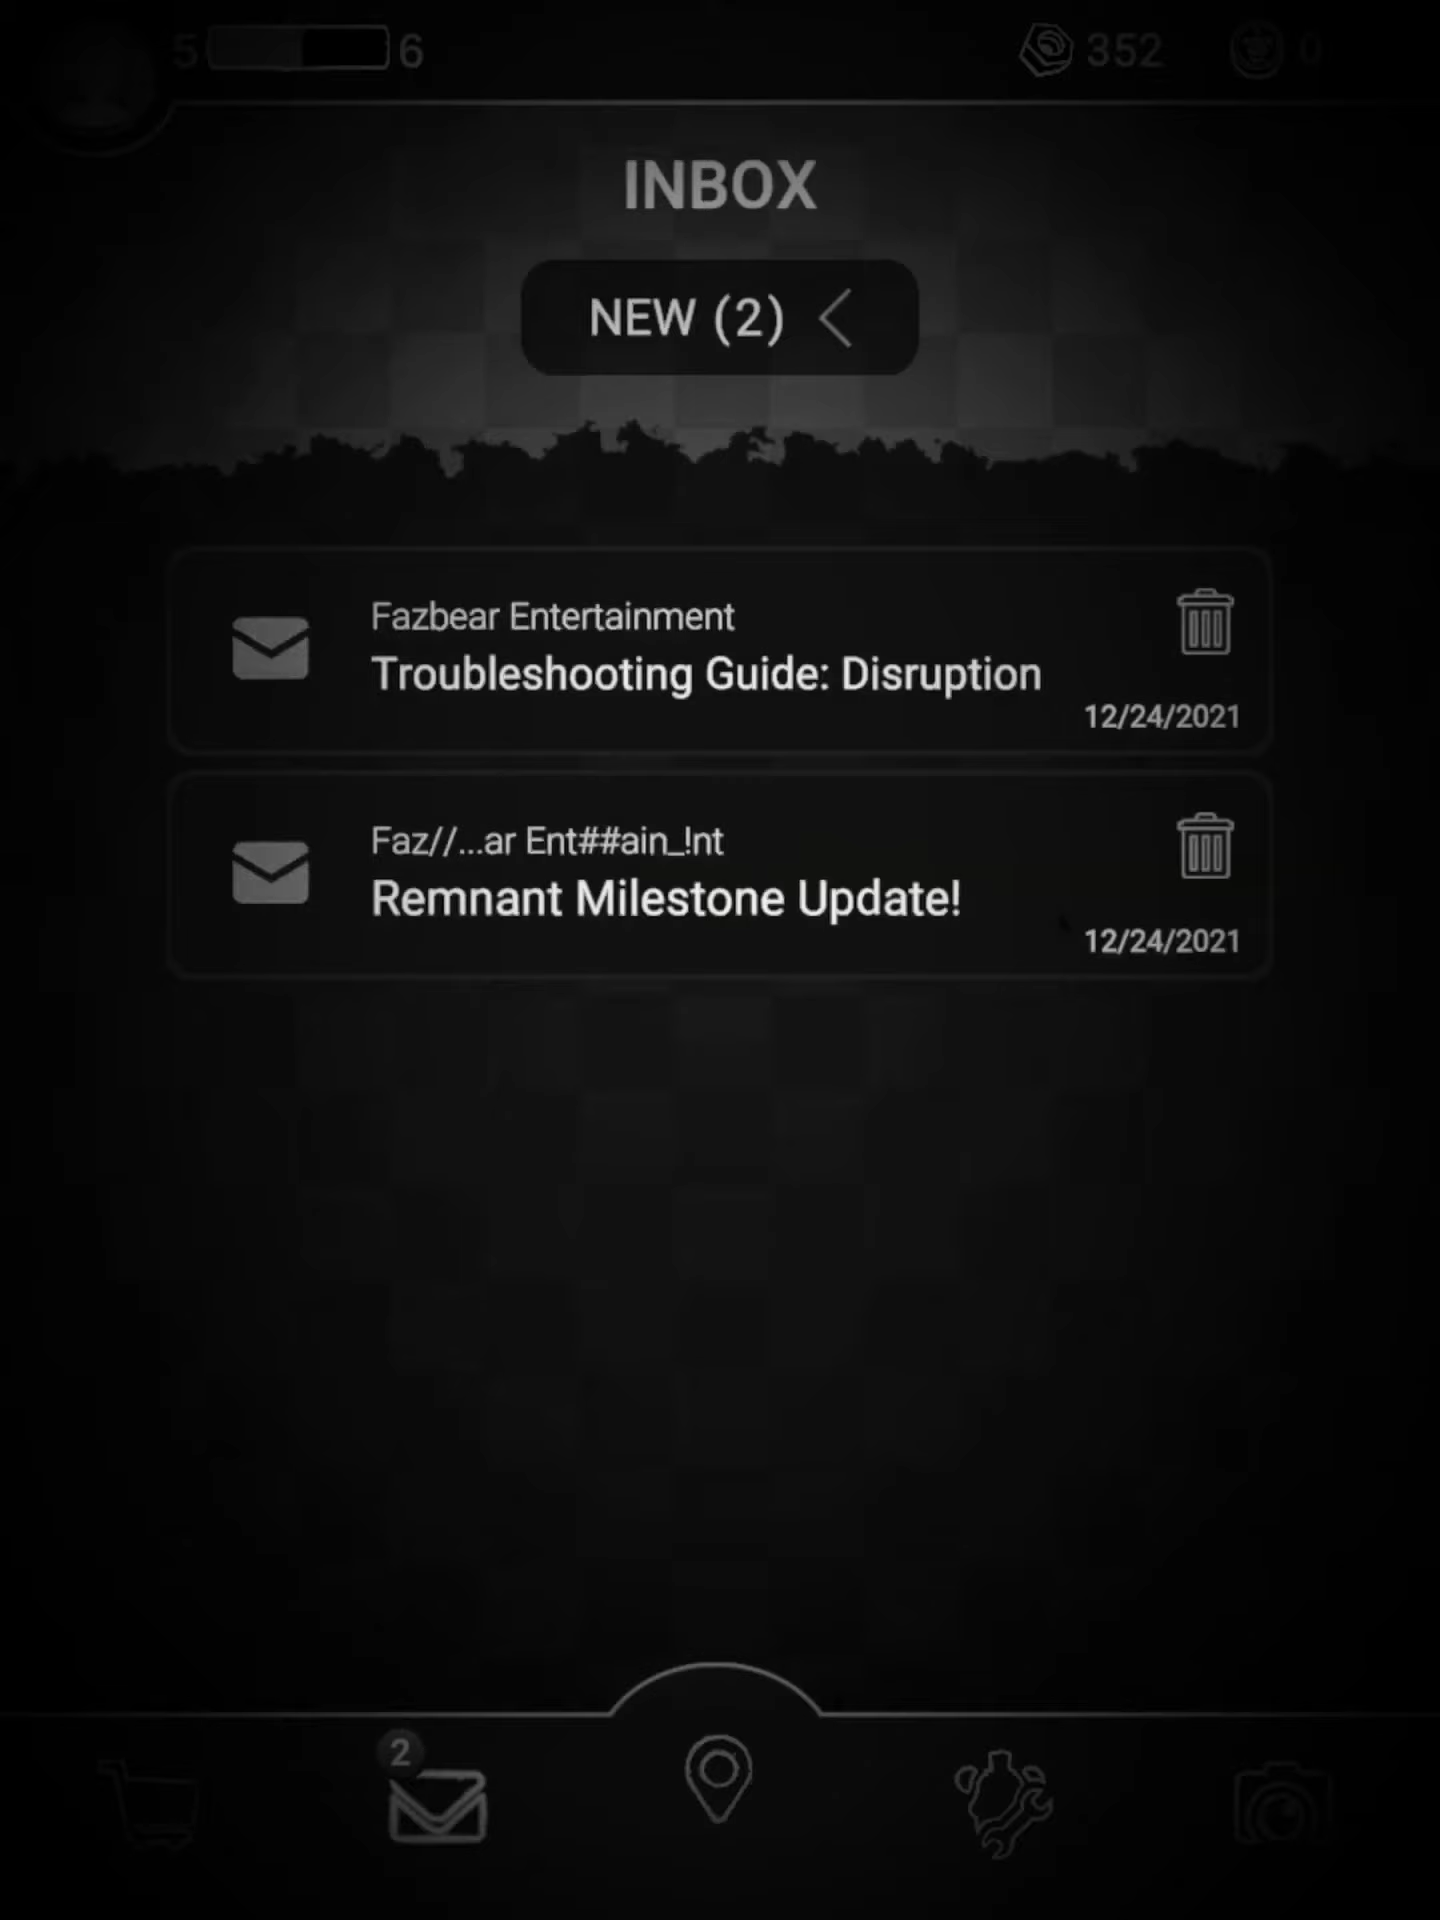 5 6 352 0
INBOX
NEW (2)
Fazbear Entertainment
Troubleshooting Guide: Disruption
12/24/2021
Faz//...ar Ent##ain_!nt
Remnant Milestone Update!
12/24/2021
2